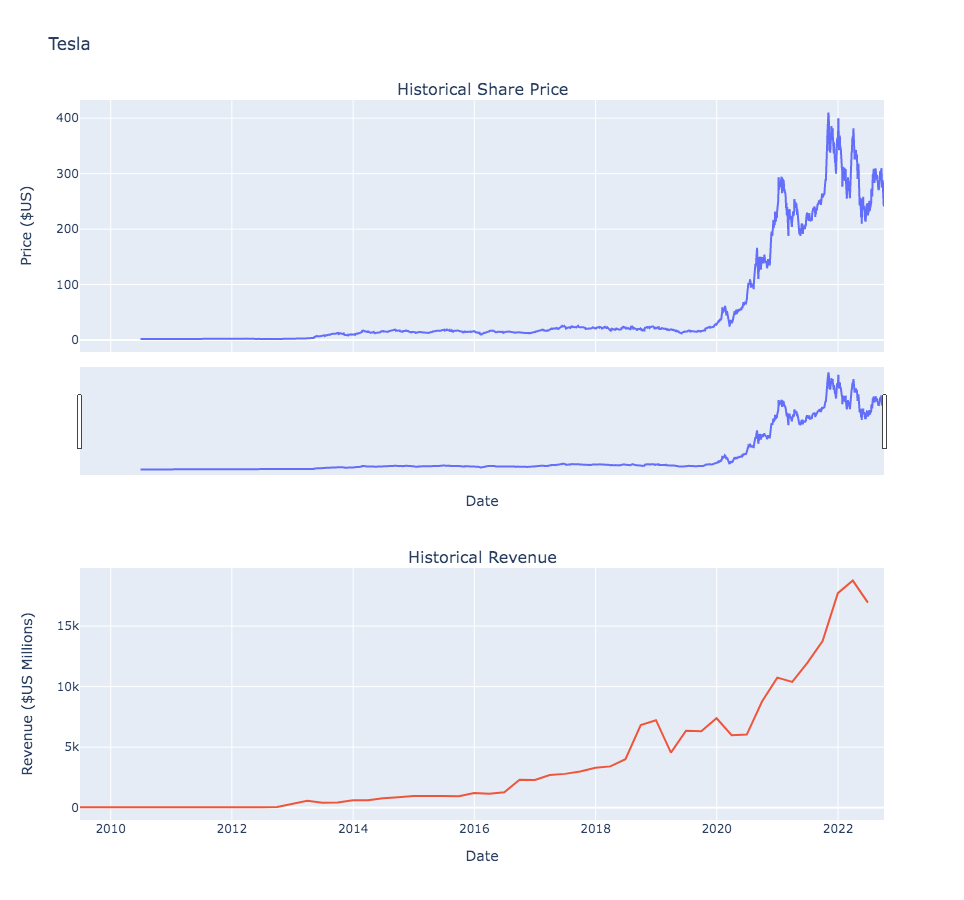 Tesla
Historical Share Price
Price ($US)
400
300
200
100
0
Date
Historical Revenue
Revenue ($US Millions)
15k
10k
5k
0
2010 2012 2014 2016 2018 2020 2022
Date